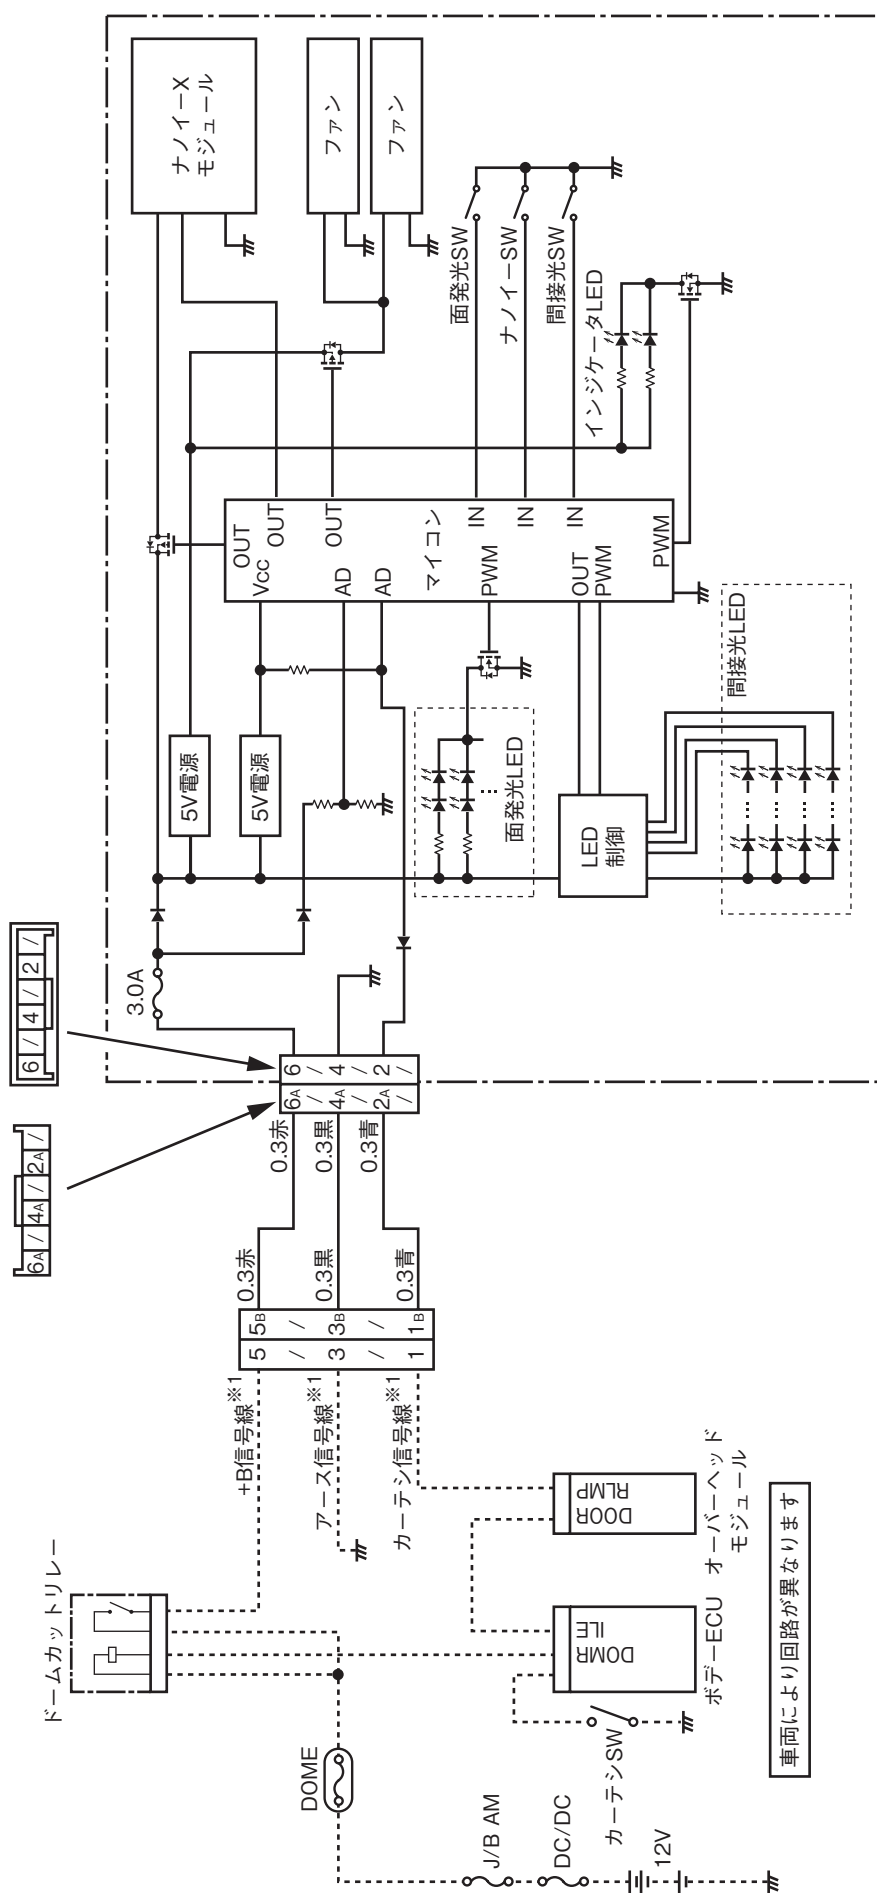 ナノイーX
モジュール
ファン
ファン
面発光SW
ナノイーSW
間接光SW
インジケータLED
OUT
OUT
OUT
Vcc
AD
AD
マイコン
IN
IN
IN
PWM
OUT
PWM
PWM
5V電源
5V電源
面発光LED
LED
制御
間接光LED
3.0A
6 / 4 / 2 /
6A / 4A / 2A /
6 / 4 / 2 /
6A / 4A / 2A /
0.3赤
0.3黒
0.3青
0.3赤
0.3黒
0.3青
5B / 3B / 1B
5 / 3 / 1
+B信号線※1
アース信号線※1
カーテシ信号線※1
ドームカットリレー
DOOR
RLMP
オーバーヘッド
モジュール
ILE
DOMR
ボデーECU
カーテシSW
DOME
J/B AM
DC/DC
12V
車両により回路が異なります